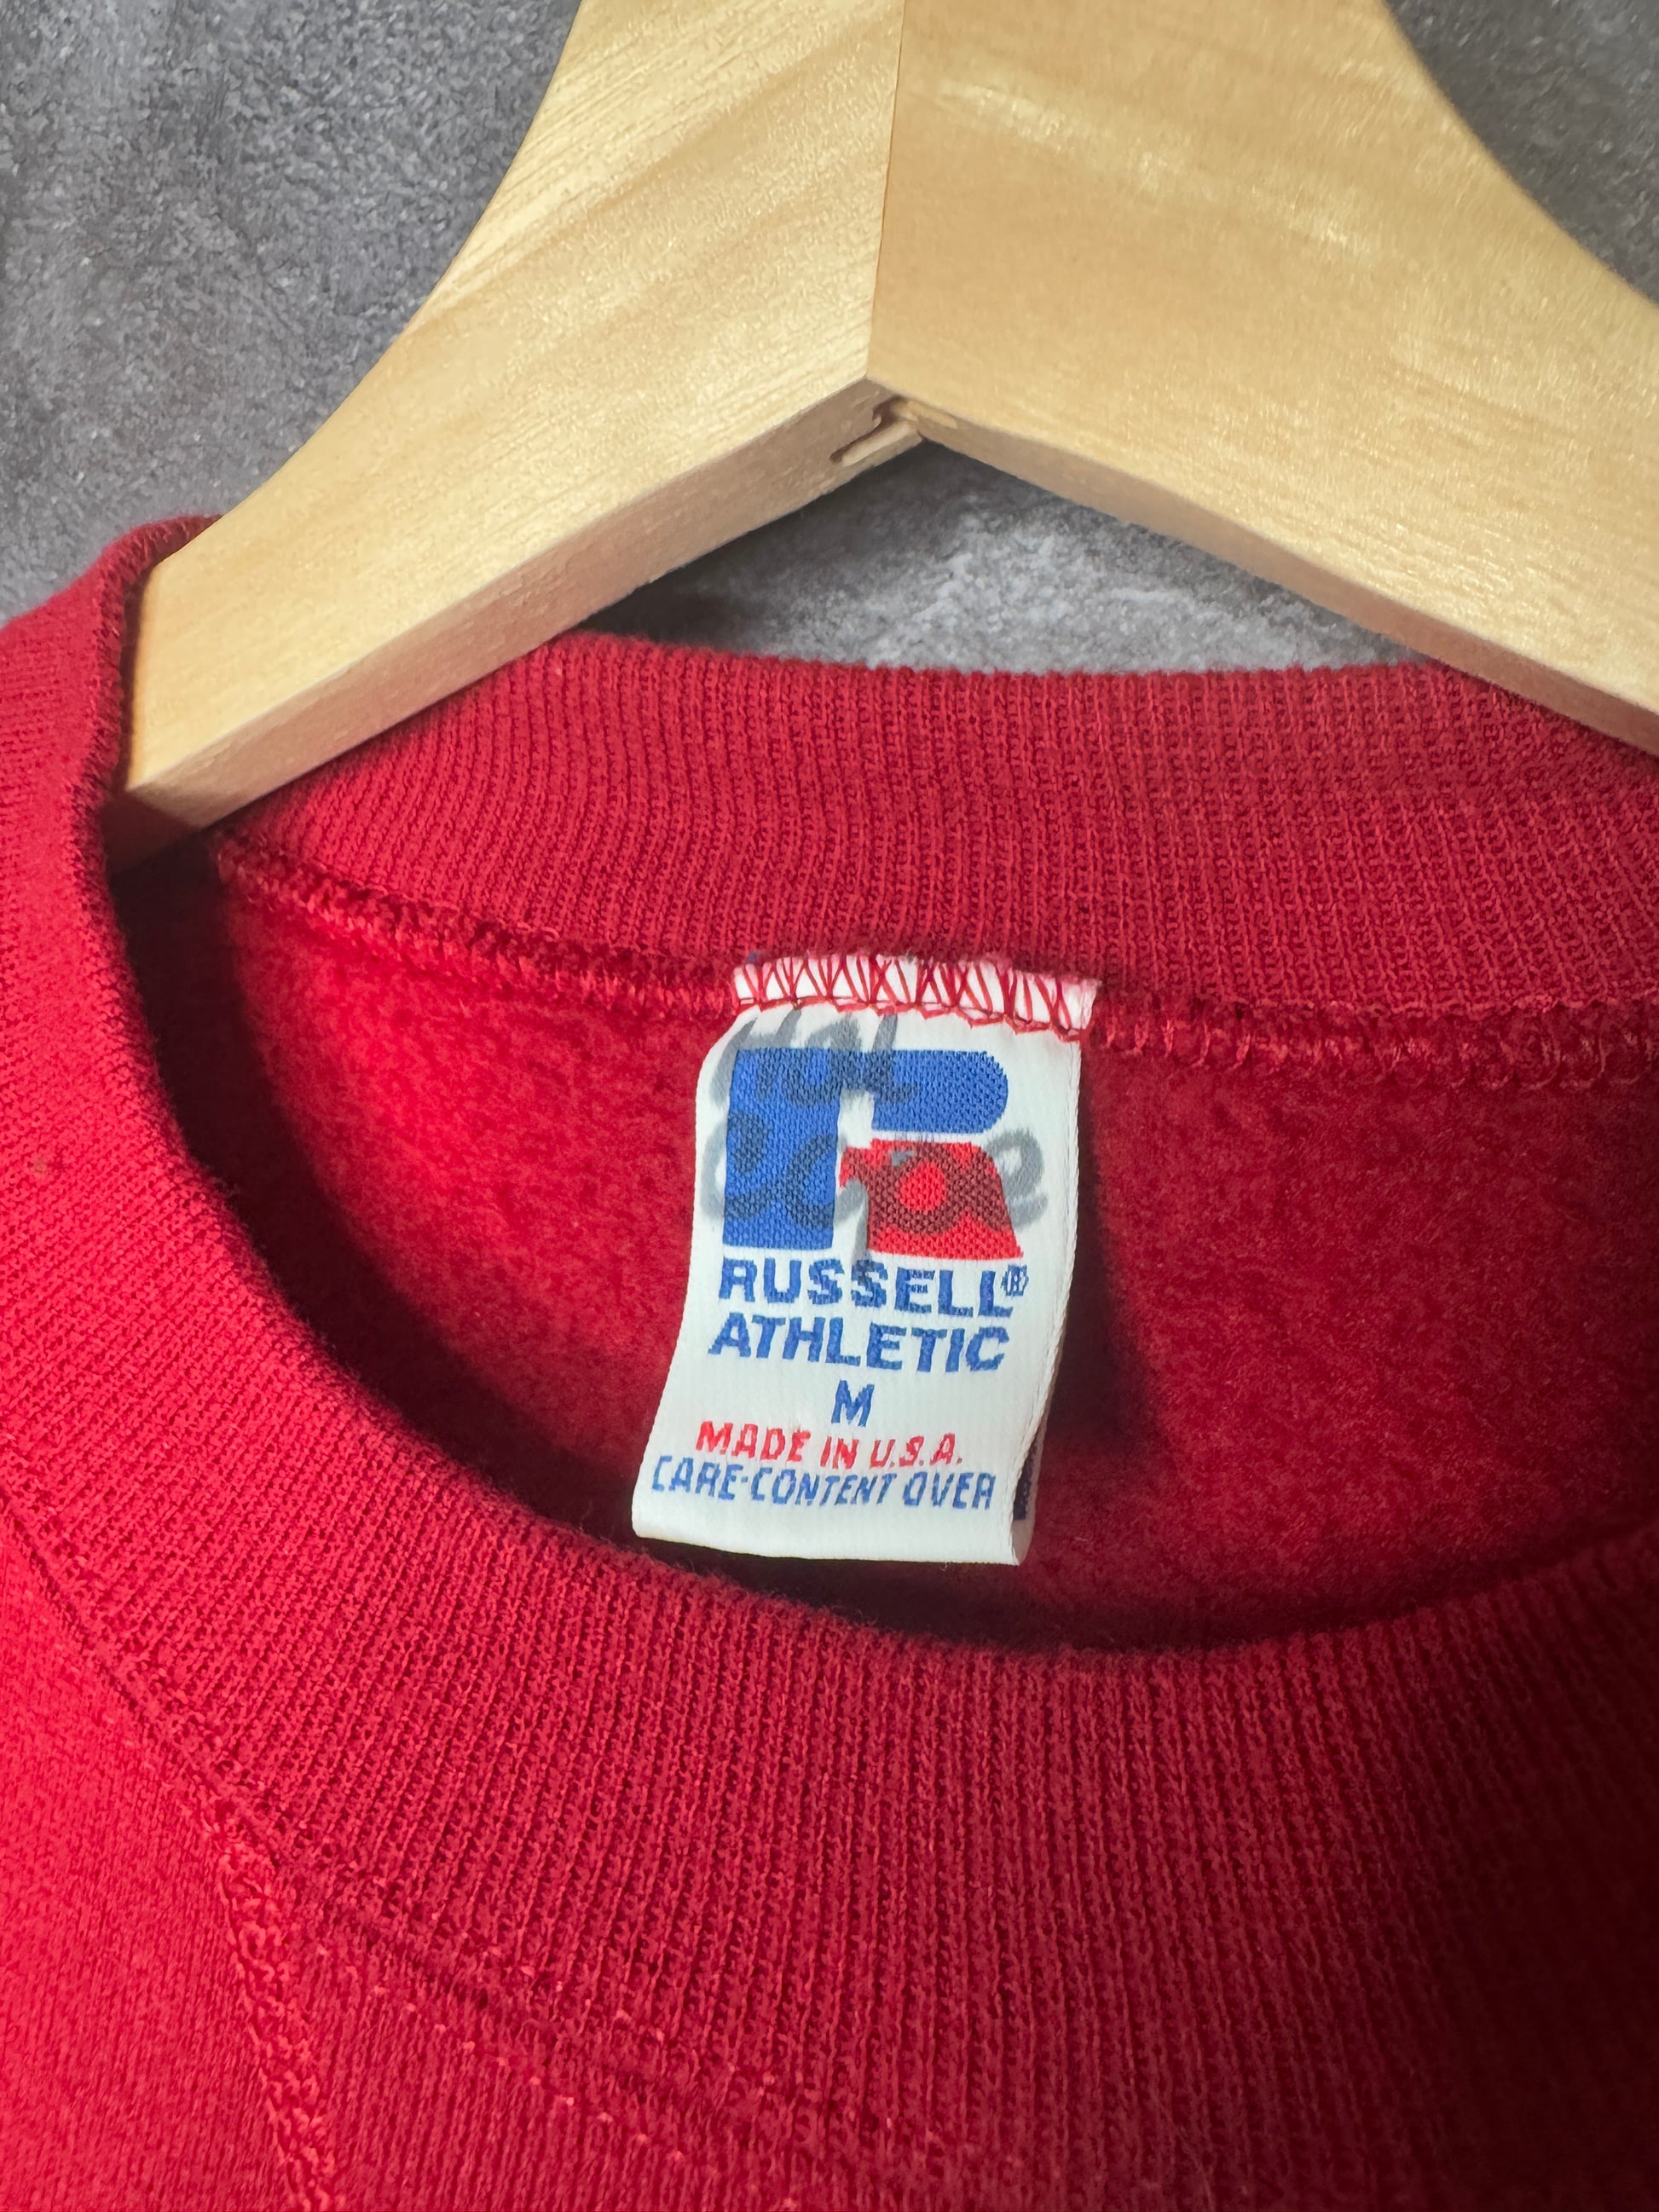 RUSSELL®
ATHLETIC
M
MADE IN U.S.A.
CARE-CONTENT OVER